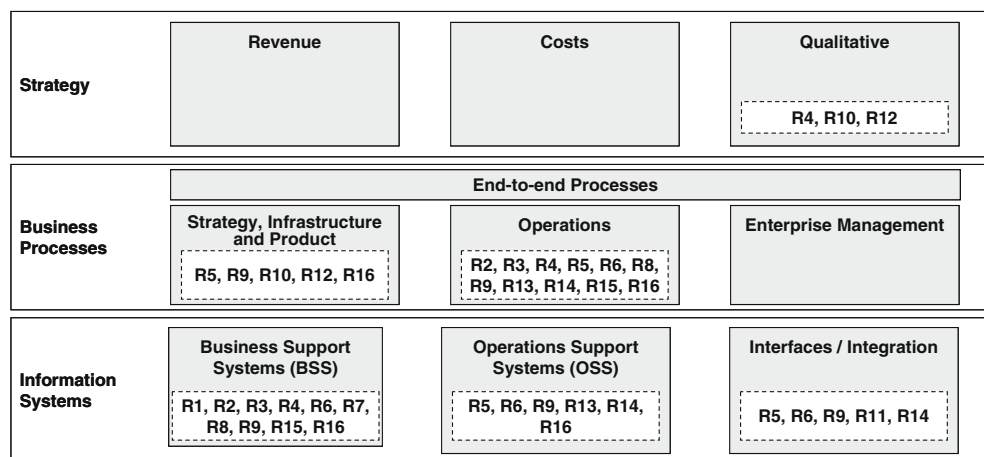 Strategy
Revenue
Costs
Qualitative
R4, R10, R12
Business
Processes
End-to-end Processes
Strategy, Infrastructure
and Product
R5, R9, R10, R12, R16
Operations
R2, R3, R4, R5, R6, R8,
R9, R13, R14, R15, R16
Enterprise Management
Information
Systems
Business Support
Systems (BSS)
R1, R2, R3, R4, R6, R7,
R8, R9, R15, R16
Operations Support
Systems (OSS)
R5, R6, R9, R13, R14,
R16
Interfaces / Integration
R5, R6, R9, R11, R14